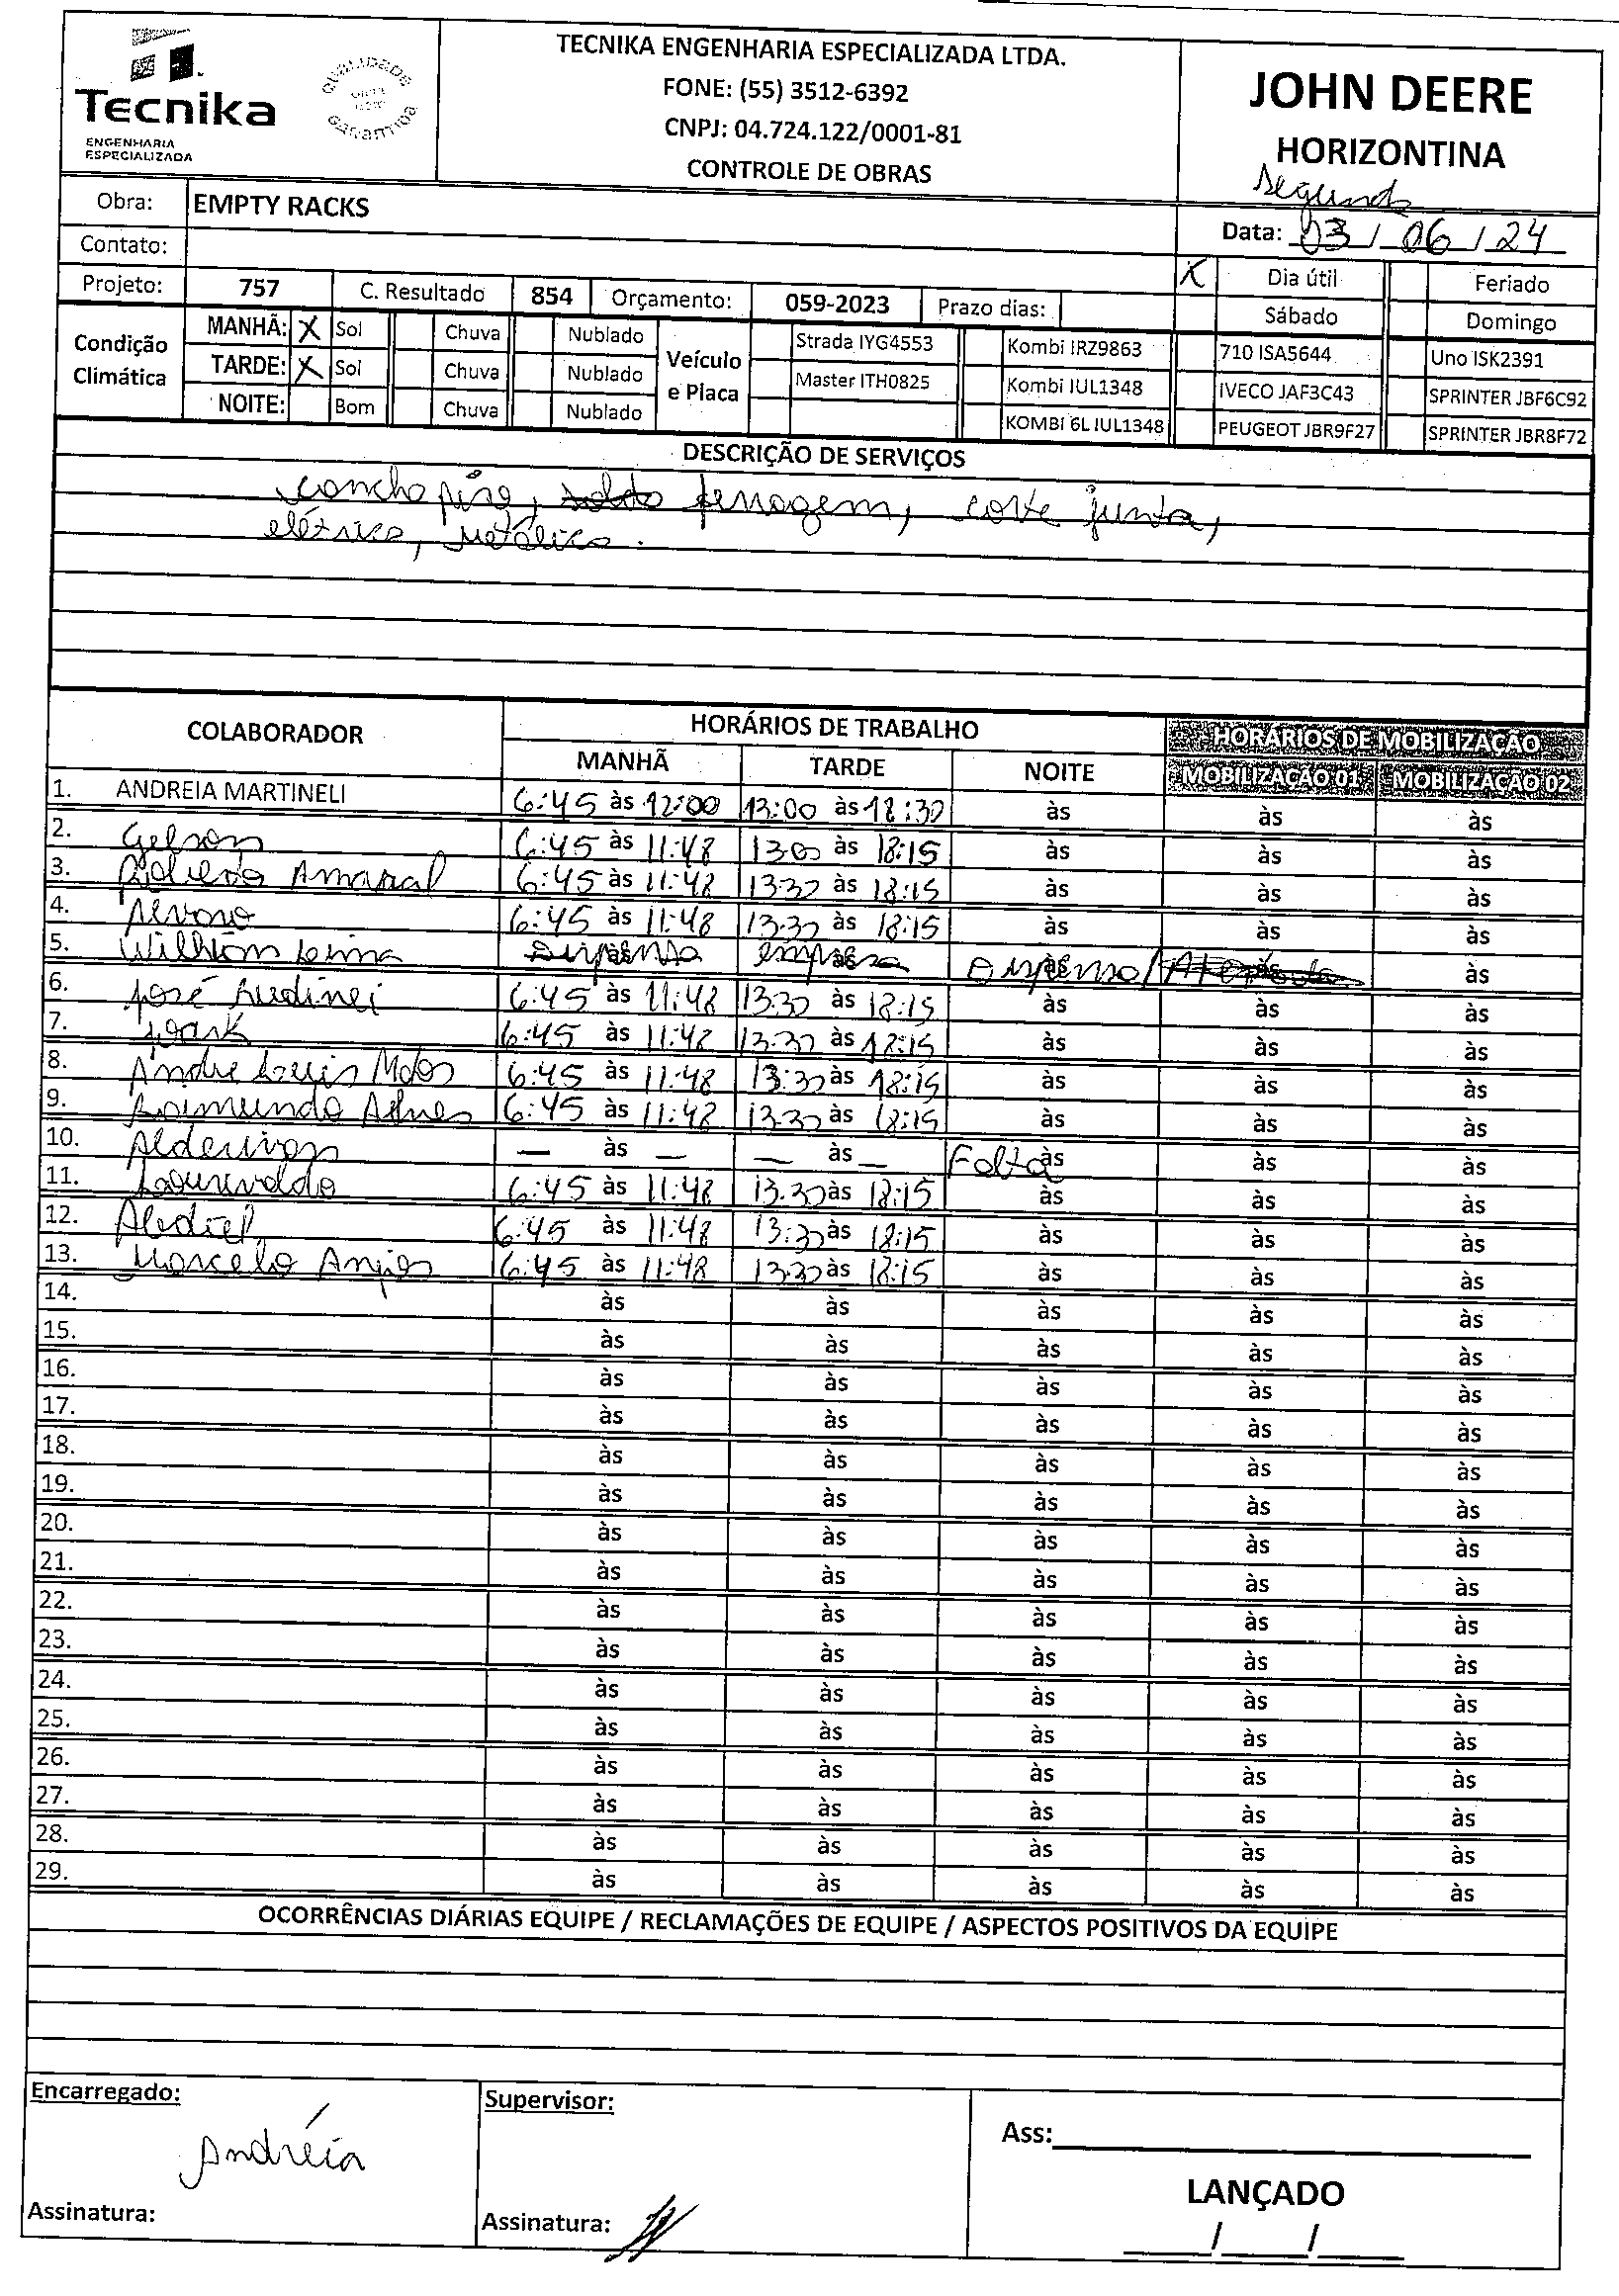 Tecnika
ENGENHARIA
ESPECIALIZADA
QUALIDADE
GARANTIDA
TECNIKA ENGENHARIA ESPECIALIZADA LTDA.
FONE: (55) 3512-6392
CNPJ: 04.724.122/0001-81
CONTROLE DE OBRAS
JOHN DEERE
HORIZONTINA
Segunda
Data: 03/06/24
Obra: EMPTY RACKS
Contato:
Projeto: 757 C. Resultado 854 Orçamento: 059-2023 Prazo dias:
X Dia útil Feriado
Sábado Domingo
Condição Climática
MANHÃ: X Sol Chuva Nublado
TARDE: X Sol Chuva Nublado
NOITE: Bom Chuva Nublado
Veículo e Placa
Strada IYG4553 Kombi IRZ9863 710 ISA5644 Uno ISK2391
Master ITH0825 Kombi IUL1348 IVECO JAF3C43 SPRINTER JBF6C92
KOMBI 6L IUL1348 PEUGEOT JBR9F27 SPRINTER JBR8F72
DESCRIÇÃO DE SERVIÇOS
concha piso, ferragem, corte junta,
elétrica, metálica.
COLABORADOR HORÁRIOS DE TRABALHO HORÁRIOS DE MOBILIZAÇÃO
MANHÃ TARDE NOITE MOBILIZAÇÃO 01 MOBILIZAÇÃO 02
1. ANDREIA MARTINELI 6:45 às 12:00 13:00 às 18:30 às às às
2. Gelson 6:45 às 11:48 13:00 às 18:15 às às às
3. Amaral 6:45 às 11:48 13:30 às 18:15 às às às
4. 6:45 às 11:48 13:30 às 18:15 às às às
5. Willian Lima Dispensa empresa Dispensa/ às
6. José Ludinei 6:45 às 11:48 13:30 às 18:15 às às às
7. 6:45 às 11:48 13:30 às 18:15 às às às
8. Andre Luis 6:45 às 11:48 13:30 às 18:15 às às às
9. Raimundo Alves 6:45 às 11:48 13:30 às 18:15 às às às
10. Alderivan — às — — às — Falta às às às
11. Lourivaldo 6:45 às 11:48 13:30 às 18:15 às às às
12. 6:45 às 11:48 13:30 às 18:15 às às às
13. Marcelo Anjos 6:45 às 11:48 13:30 às 18:15 às às às
14. às às às às às
15. às às às às às
16. às às às às às
17. às às às às às
18. às às às às às
19. às às às às às
20. às às às às às
21. às às às às às
22. às às às às às
23. às às às às às
24. às às às às às
25. às às às às às
26. às às às às às
27. às às às às às
28. às às às às às
29. às às às às às
OCORRÊNCIAS DIÁRIAS EQUIPE / RECLAMAÇÕES DE EQUIPE / ASPECTOS POSITIVOS DA EQUIPE
Encarregado: Supervisor:
Andréia
Ass:
LANÇADO
Assinatura: Assinatura:
/ /